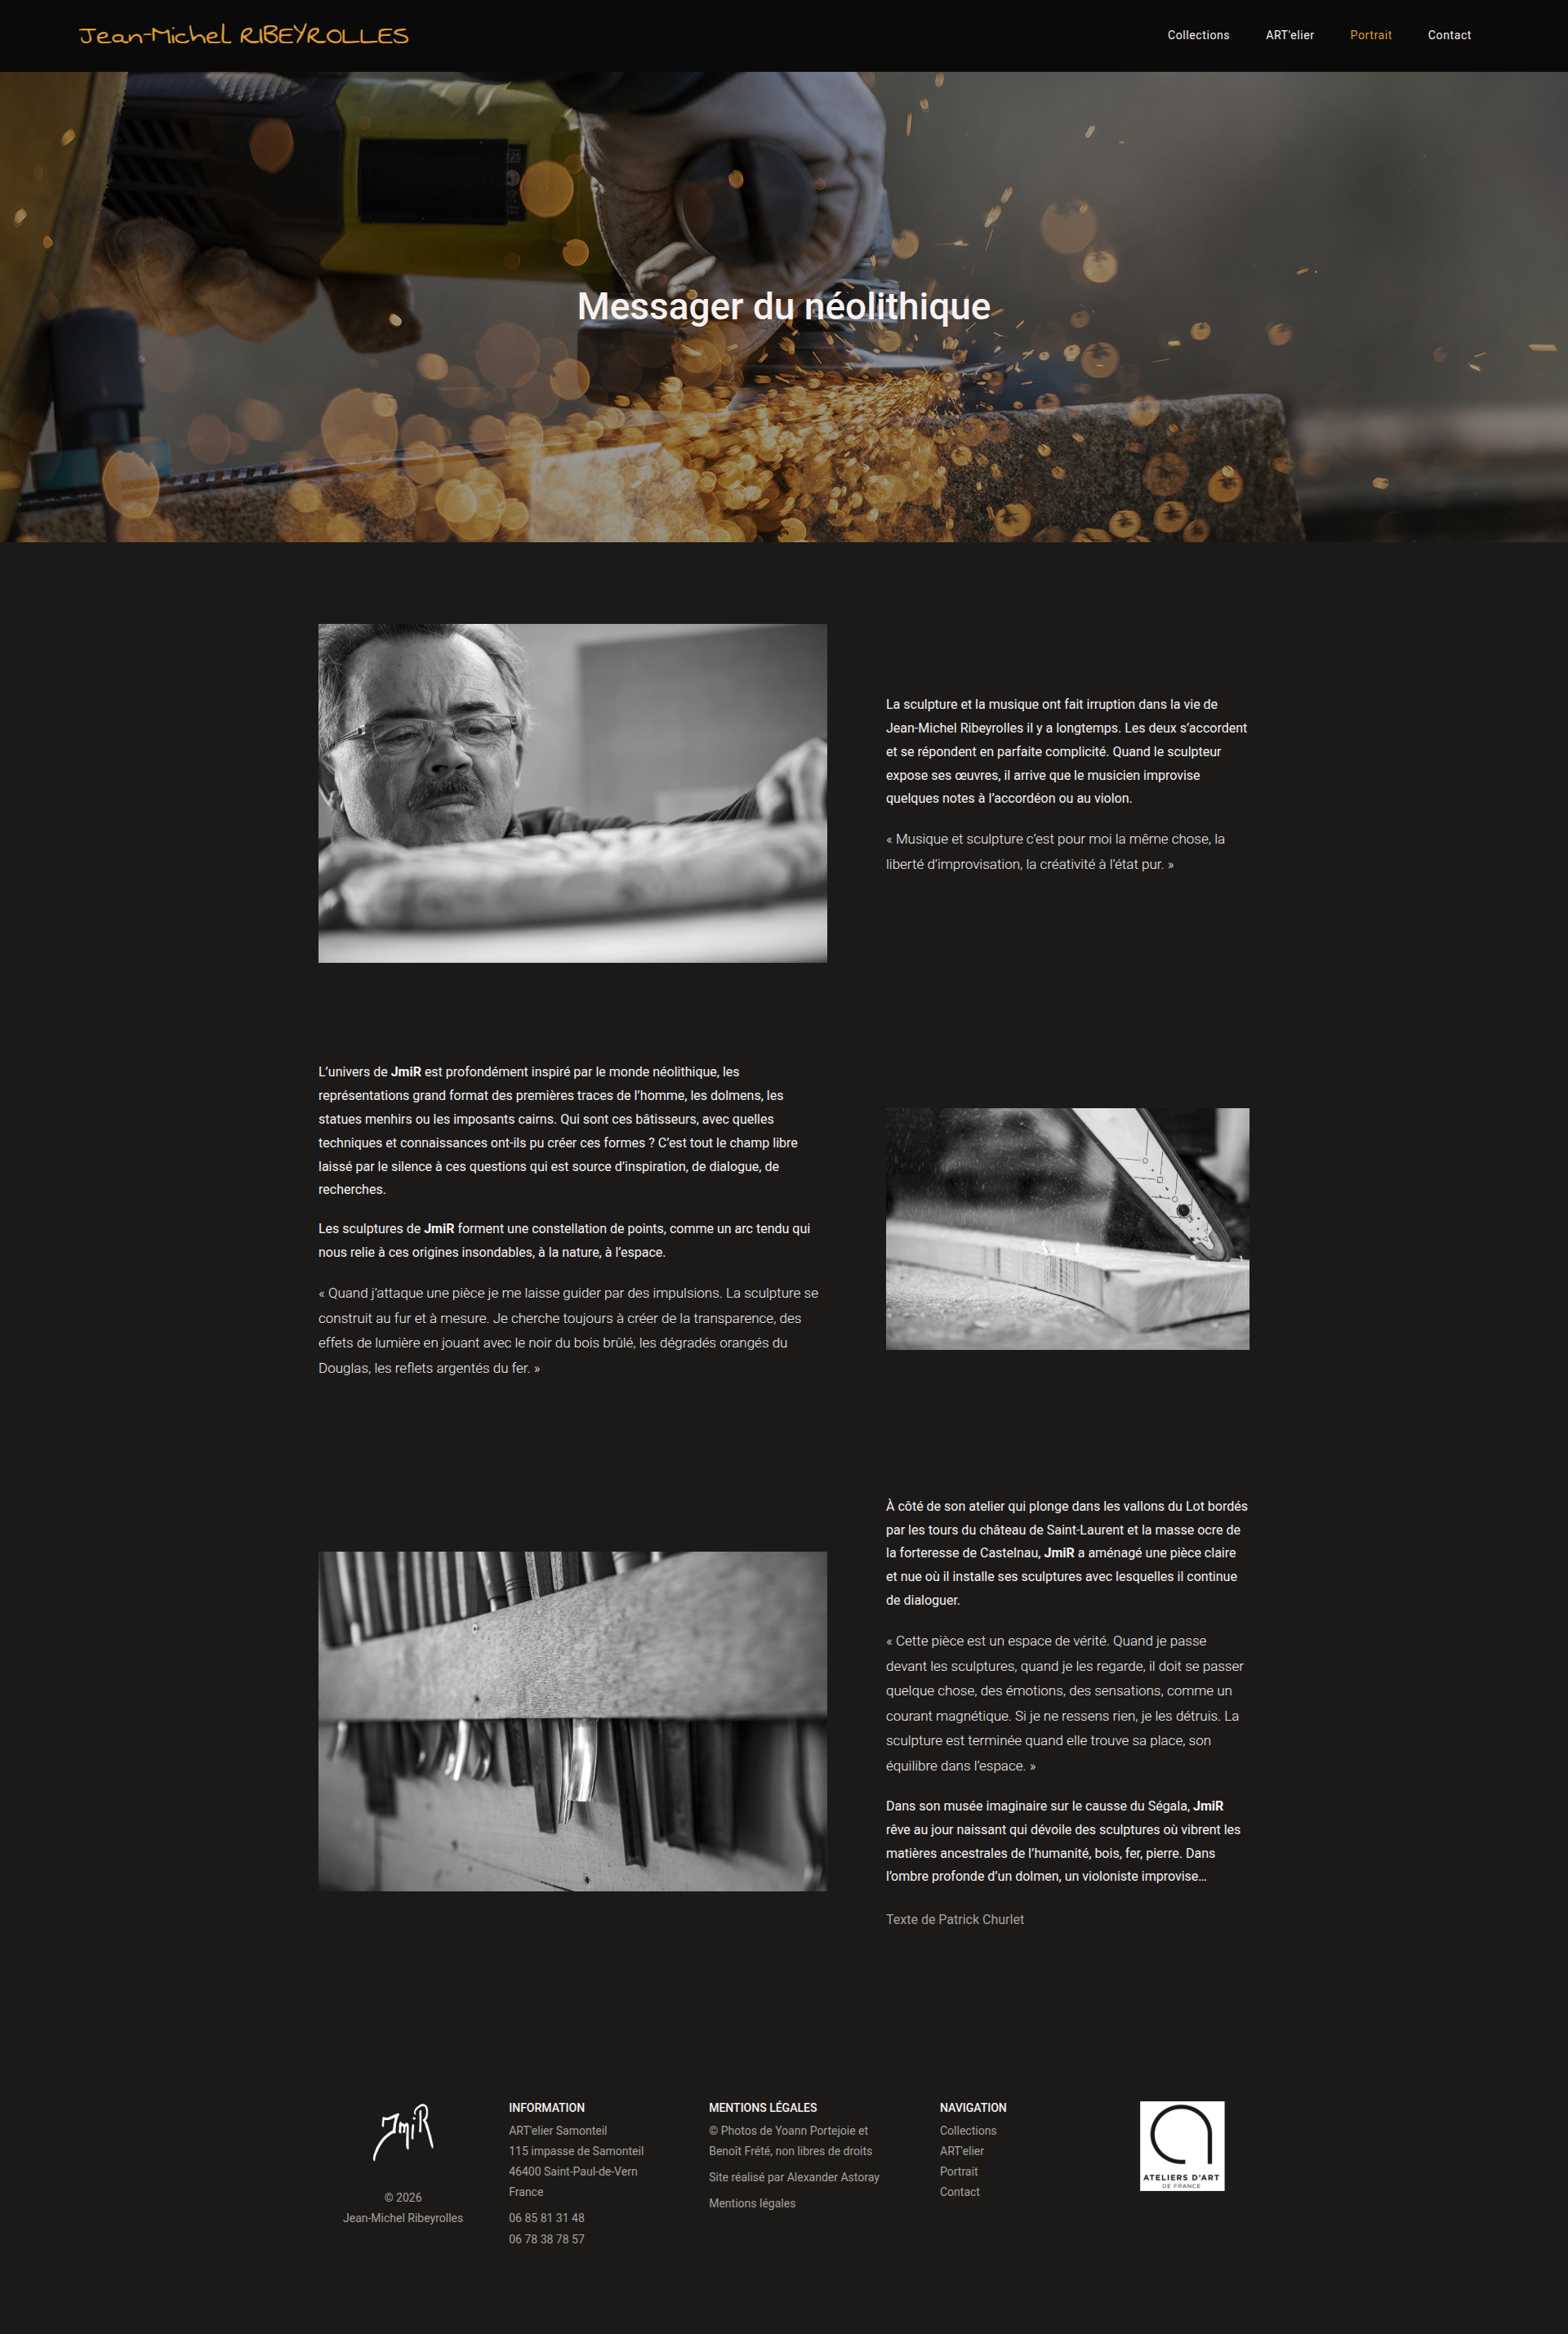 Jean-Michel RIBEYROLLES
Collections
ART'elier
Portrait
Contact
125
Messager du néolithique
La sculpture et la musique ont fait irruption dans la vie de
Jean-Michel Ribeyrolles il y a longtemps. Les deux s’accordent
et se répondent en parfaite complicité. Quand le sculpteur
expose ses œuvres, il arrive que le musicien improvise
quelques notes à l’accordéon ou au violon.
« Musique et sculpture c’est pour moi la même chose, la
liberté d’improvisation, la créativité à l’état pur. »
L’univers de JmiR est profondément inspiré par le monde néolithique, les
représentations grand format des premières traces de l’homme, les dolmens, les
statues menhirs ou les imposants cairns. Qui sont ces bâtisseurs, avec quelles
techniques et connaissances ont-ils pu créer ces formes ? C’est tout le champ libre
laissé par le silence à ces questions qui est source d’inspiration, de dialogue, de
recherches.
Les sculptures de JmiR forment une constellation de points, comme un arc tendu qui
nous relie à ces origines insondables, à la nature, à l’espace.
« Quand j’attaque une pièce je me laisse guider par des impulsions. La sculpture se
construit au fur et à mesure. Je cherche toujours à créer de la transparence, des
effets de lumière en jouant avec le noir du bois brûlé, les dégradés orangés du
Douglas, les reflets argentés du fer. »
À côté de son atelier qui plonge dans les vallons du Lot bordés
par les tours du château de Saint-Laurent et la masse ocre de
la forteresse de Castelnau, JmiR a aménagé une pièce claire
et nue où il installe ses sculptures avec lesquelles il continue
de dialoguer.
« Cette pièce est un espace de vérité. Quand je passe
devant les sculptures, quand je les regarde, il doit se passer
quelque chose, des émotions, des sensations, comme un
courant magnétique. Si je ne ressens rien, je les détruis. La
sculpture est terminée quand elle trouve sa place, son
équilibre dans l’espace. »
Dans son musée imaginaire sur le causse du Ségala, JmiR
rêve au jour naissant qui dévoile des sculptures où vibrent les
matières ancestrales de l’humanité, bois, fer, pierre. Dans
l’ombre profonde d’un dolmen, un violoniste improvise…
Texte de Patrick Churlet
JmiR
© 2026
Jean-Michel Ribeyrolles
INFORMATION
ART'elier Samonteil
115 impasse de Samonteil
46400 Saint-Paul-de-Vern
France
06 85 81 31 48
06 78 38 78 57
MENTIONS LÉGALES
© Photos de Yoann Portejoie et
Benoît Frété, non libres de droits
Site réalisé par Alexander Astoray
Mentions légales
NAVIGATION
Collections
ART'elier
Portrait
Contact
ATELIERS D'ART
DE FRANCE